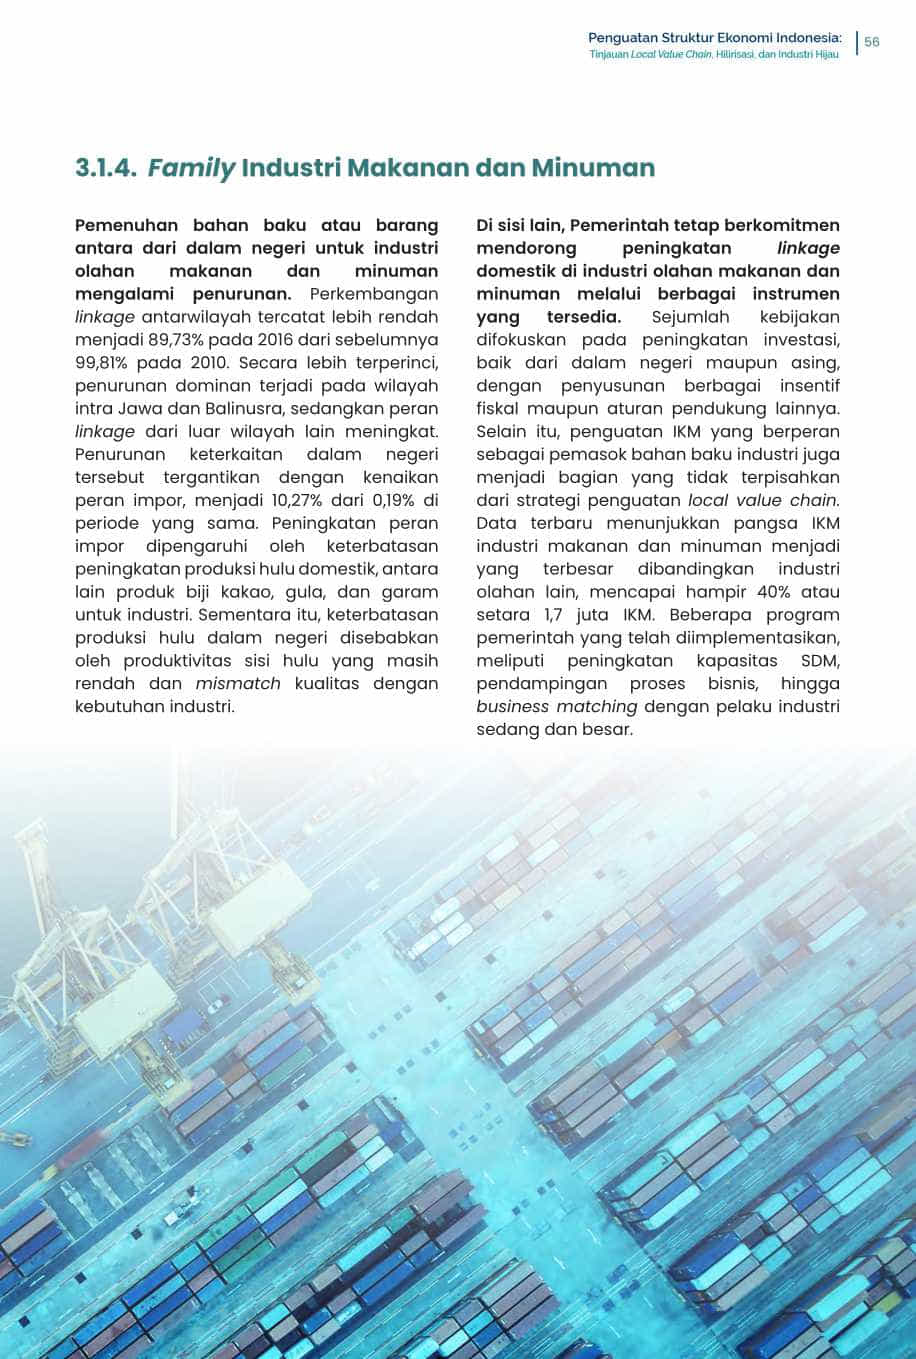 Penguatan Struktur Ekonomi Indonesia:
Tinjauan Local Value Chain, Hilirisasi, dan Industri Hijau
56
3.1.4. Family Industri Makanan dan Minuman
Pemenuhan bahan baku atau barang
antara dari dalam negeri untuk industri
olahan makanan dan minuman
mengalami penurunan. Perkembangan
linkage antarwilayah tercatat lebih rendah
menjadi 89,73% pada 2016 dari sebelumnya
99,81% pada 2010. Secara lebih terperinci,
penurunan dominan terjadi pada wilayah
intra Jawa dan Balinusra, sedangkan peran
linkage dari luar wilayah lain meningkat.
Penurunan keterkaitan dalam negeri
tersebut tergantikan dengan kenaikan
peran impor, menjadi 10,27% dari 0,19% di
periode yang sama. Peningkatan peran
impor dipengaruhi oleh keterbatasan
peningkatan produksi hulu domestik, antara
lain produk biji kakao, gula, dan garam
untuk industri. Sementara itu, keterbatasan
produksi hulu dalam negeri disebabkan
oleh produktivitas sisi hulu yang masih
rendah dan mismatch kualitas dengan
kebutuhan industri.
Di sisi lain, Pemerintah tetap berkomitmen
mendorong peningkatan linkage
domestik di industri olahan makanan dan
minuman melalui berbagai instrumen
yang tersedia. Sejumlah kebijakan
difokuskan pada peningkatan investasi,
baik dari dalam negeri maupun asing,
dengan penyusunan berbagai insentif
fiskal maupun aturan pendukung lainnya.
Selain itu, penguatan IKM yang berperan
sebagai pemasok bahan baku industri juga
menjadi bagian yang tidak terpisahkan
dari strategi penguatan local value chain.
Data terbaru menunjukkan pangsa IKM
industri makanan dan minuman menjadi
yang terbesar dibandingkan industri
olahan lain, mencapai hampir 40% atau
setara 1,7 juta IKM. Beberapa program
pemerintah yang telah diimplementasikan,
meliputi peningkatan kapasitas SDM,
pendampingan proses bisnis, hingga
business matching dengan pelaku industri
sedang dan besar.